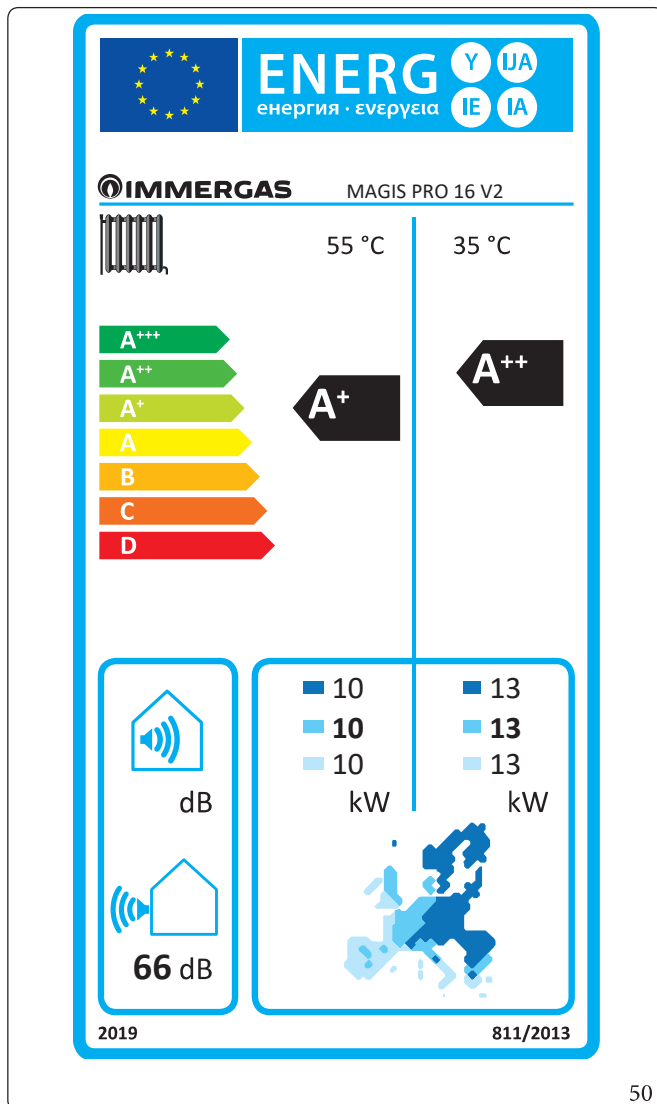 ENERG
Y IJA
IE IA
енергия · ενεργεια
IMMERGAS MAGIS PRO 16 V2
55 °C 35 °C
A+++
A++
A+
A
B
C
D
A+
A++
10 13
10 13
10 13
kW kW
dB
66 dB
2019 811/2013
50